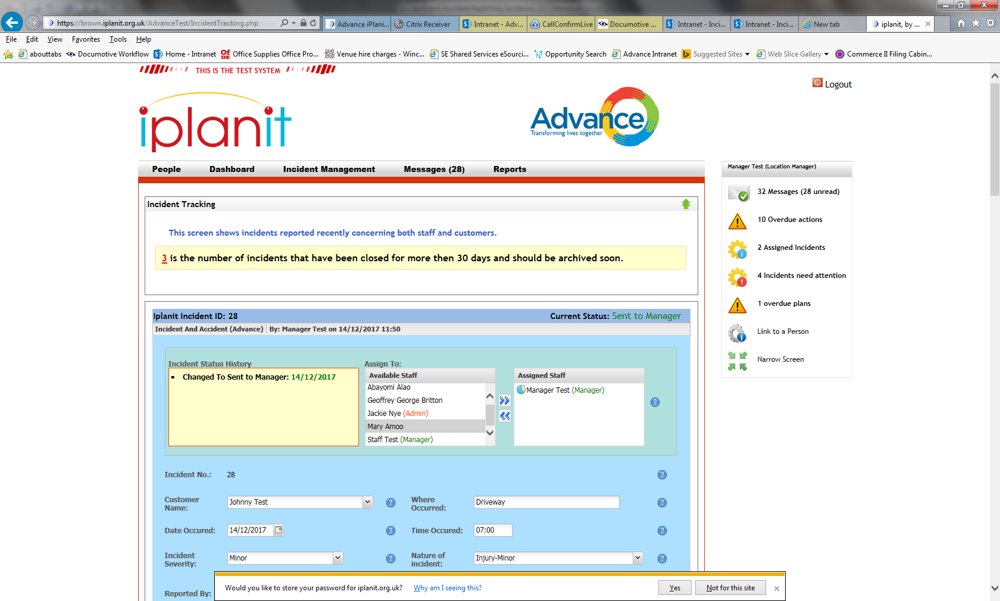 https://brown.iplanit.org.uk/AdvanceTest/IncidentTracking.php
Advance iPlani...
Citrix Receiver
Intranet - Adv...
CallConfirmLive
Documotive ...
Intranet - Inci...
Intranet - Inci...
New tab
iplanit, by ...
File Edit View Favorites Tools Help
abouttabs Documotive Workflow Home - Intranet Office Supplies Office Pro... Venue hire charges - Winc... SE Shared Services eSourci... Opportunity Search Advance Intranet Suggested Sites Web Slice Gallery Commerce II Filing Cabin...
THIS IS THE TEST SYSTEM
Logout
iplanit
Advance
Transforming lives together
People Dashboard Incident Management Messages (28) Reports
Manager Test (Location Manager)
32 Messages (28 unread)
10 Overdue actions
2 Assigned Incidents
4 Incidents need attention
1 overdue plans
Link to a Person
Narrow Screen
Incident Tracking
This screen shows incidents reported recently concerning both staff and customers.
3 is the number of incidents that have been closed for more then 30 days and should be archived soon.
Iplanit Incident ID: 28 Current Status: Sent to Manager
Incident And Accident (Advance) By: Manager Test on 14/12/2017 11:50
Incident Status History
Changed To Sent to Manager: 14/12/2017
Assign To:
Available Staff
Abayomi Alao
Geoffrey George Britton
Jackie Nye (Admin)
Mary Amoo
Staff Test (Manager)
Assigned Staff
Manager Test (Manager)
Incident No.: 28
Customer Name: Johnny Test
Where Occurred: Driveway
Date Occured: 14/12/2017
Time Occured: 07:00
Incident Severity: Minor
Nature of incident: Injury-Minor
Reported By:
Would you like to store your password for iplanit.org.uk? Why am I seeing this? Yes Not for this site